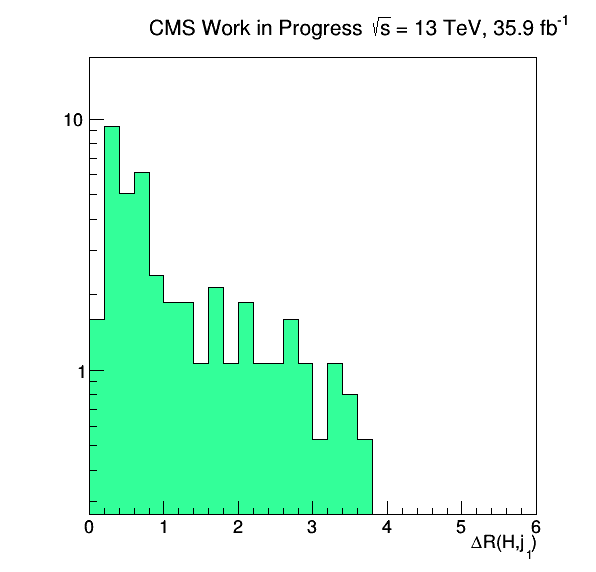 CMS Work in Progress √s = 13 TeV, 35.9 fb⁻¹
10
1
0 1 2 3 4 5 6
ΔR(H,j₁)